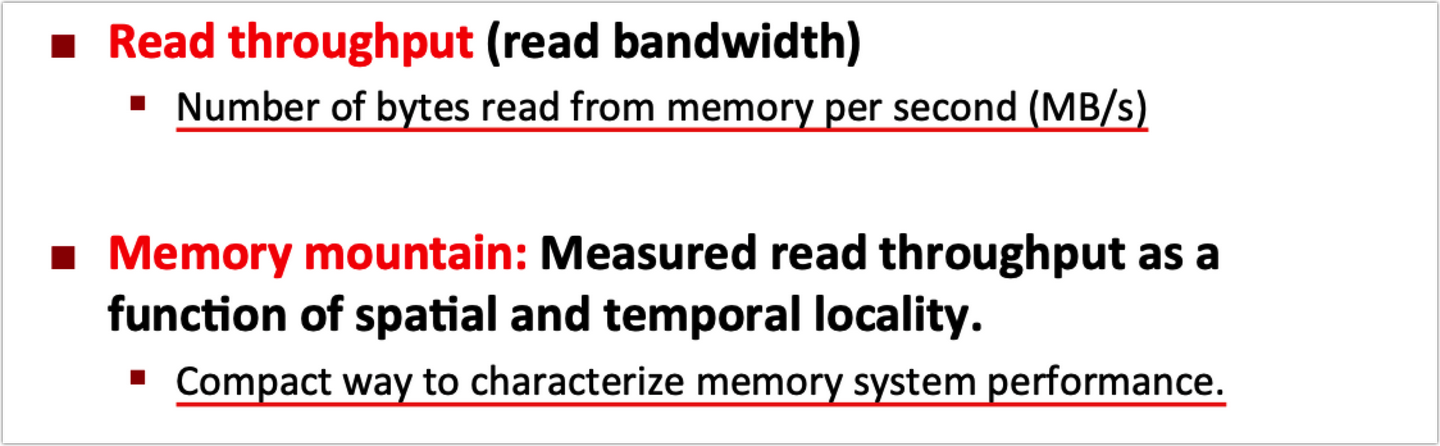 Read throughput (read bandwidth)
Number of bytes read from memory per second (MB/s)
Memory mountain: Measured read throughput as a
function of spatial and temporal locality.
Compact way to characterize memory system performance.